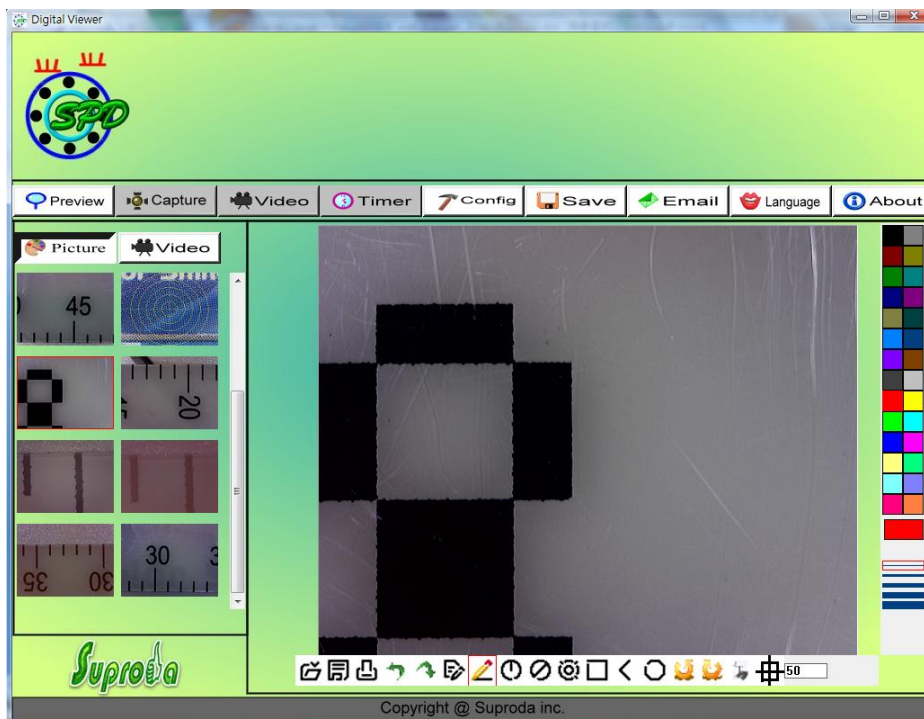 Digital Viewer
SPD
Preview Capture Video Timer Config Save Email Language About
Picture Video
45
20
35 30
30
Suproda
50
Copyright @ Suproda inc.